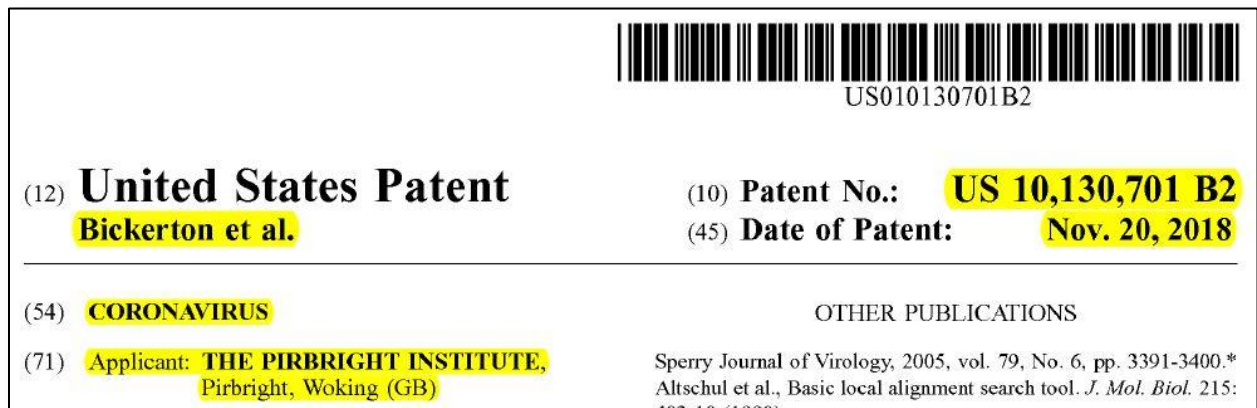 US010130701B2
(12) United States Patent
Bickerton et al.
(10) Patent No.: US 10,130,701 B2
(45) Date of Patent: Nov. 20, 2018
(54) CORONAVIRUS
(71) Applicant: THE PIRBRIGHT INSTITUTE,
Pirbright, Woking (GB)
OTHER PUBLICATIONS
Sperry Journal of Virology, 2005, vol. 79, No. 6, pp. 3391-3400.*
Altschul et al., Basic local alignment search tool. J. Mol. Biol. 215: